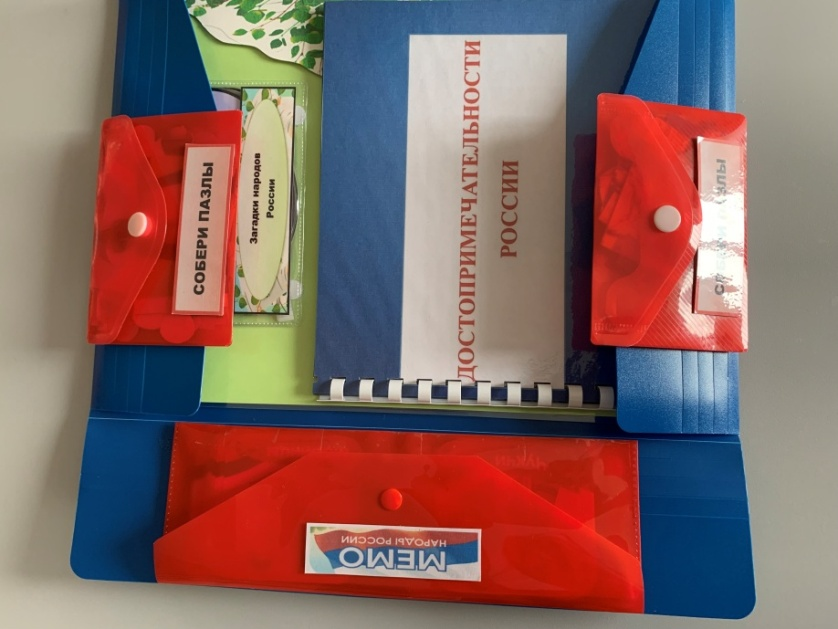 СОБЕРИ ПАЗЛЫ
Загадки народов
России
ДОСТОПРИМЕЧАТЕЛЬНОСТИ
РОССИИ
МЕМО
НАРОДЫ РОССИИ